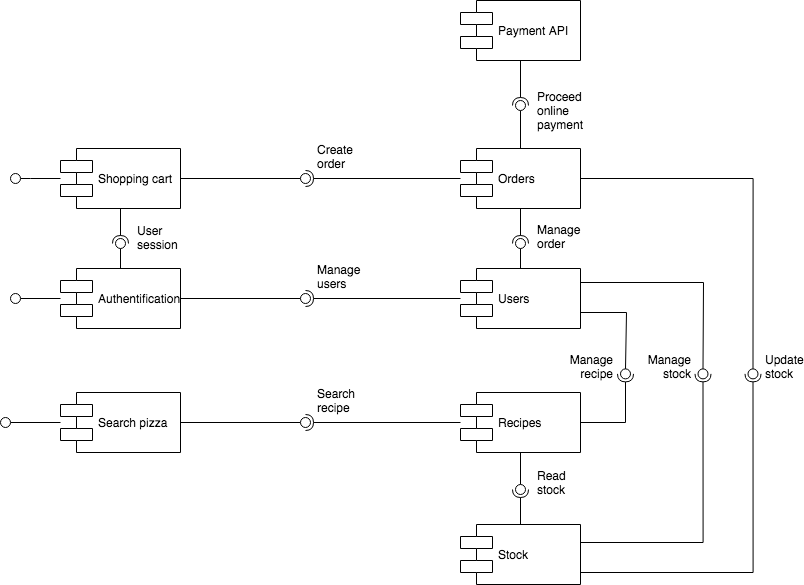 Payment API
Proceed
online
payment
Create
order
Shopping cart
Orders
User
session
Manage
order
Manage
users
Authentification
Users
Manage
recipe
Manage
stock
Update
stock
Search
recipe
Search pizza
Recipes
Read
stock
Stock